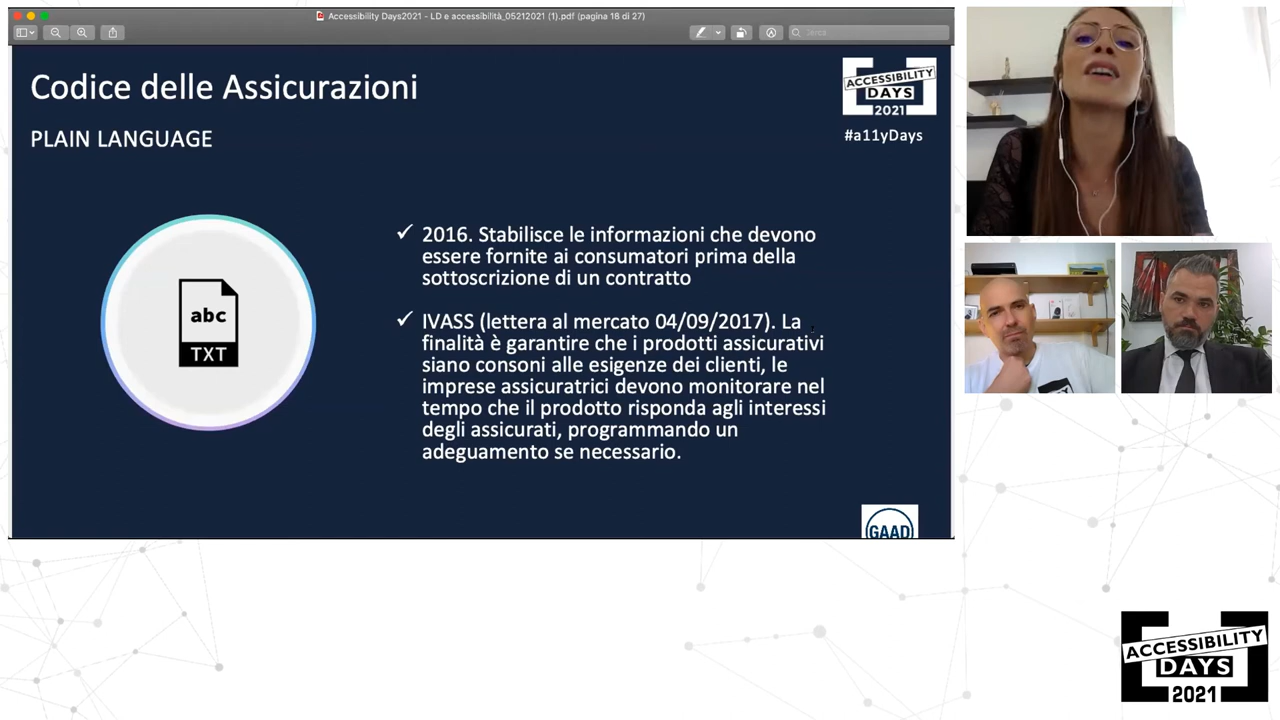 Accessibility Days2021 - LD e accessibilità_05212021 (1).pdf (pagina 18 di 27)
Cerca
Codice delle Assicurazioni
PLAIN LANGUAGE
ACCESSIBILITY
DAYS
2021
#a11yDays
abc
TXT
✓ 2016. Stabilisce le informazioni che devono
essere fornite ai consumatori prima della
sottoscrizione di un contratto
✓ IVASS (lettera al mercato 04/09/2017). La
finalità è garantire che i prodotti assicurativi
siano consoni alle esigenze dei clienti, le
imprese assicuratrici devono monitorare nel
tempo che il prodotto risponda agli interessi
degli assicurati, programmando un
adeguamento se necessario.
GAAD
ACCESSIBILITY
DAYS
2021